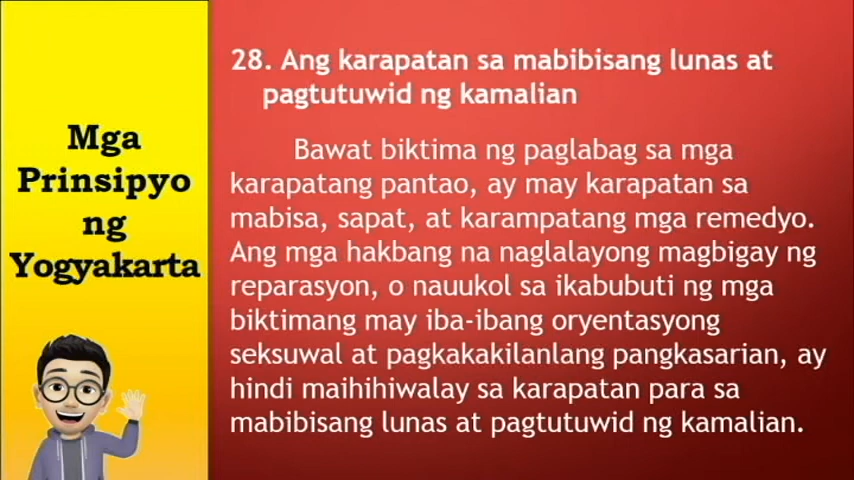 Mga
Prinsipyo
ng
Yogyakarta
28. Ang karapatan sa mabibisang lunas at
pagtutuwid ng kamalian
Bawat biktima ng paglabag sa mga
karapatang pantao, ay may karapatan sa
mabisa, sapat, at karampatang mga remedyo.
Ang mga hakbang na naglalayong magbigay ng
reparasyon, o nauukol sa ikabubuti ng mga
biktimang may iba-ibang oryentasyong
seksuwal at pagkakakilanlang pangkasarian, ay
hindi maihihiwalay sa karapatan para sa
mabibisang lunas at pagtutuwid ng kamalian.